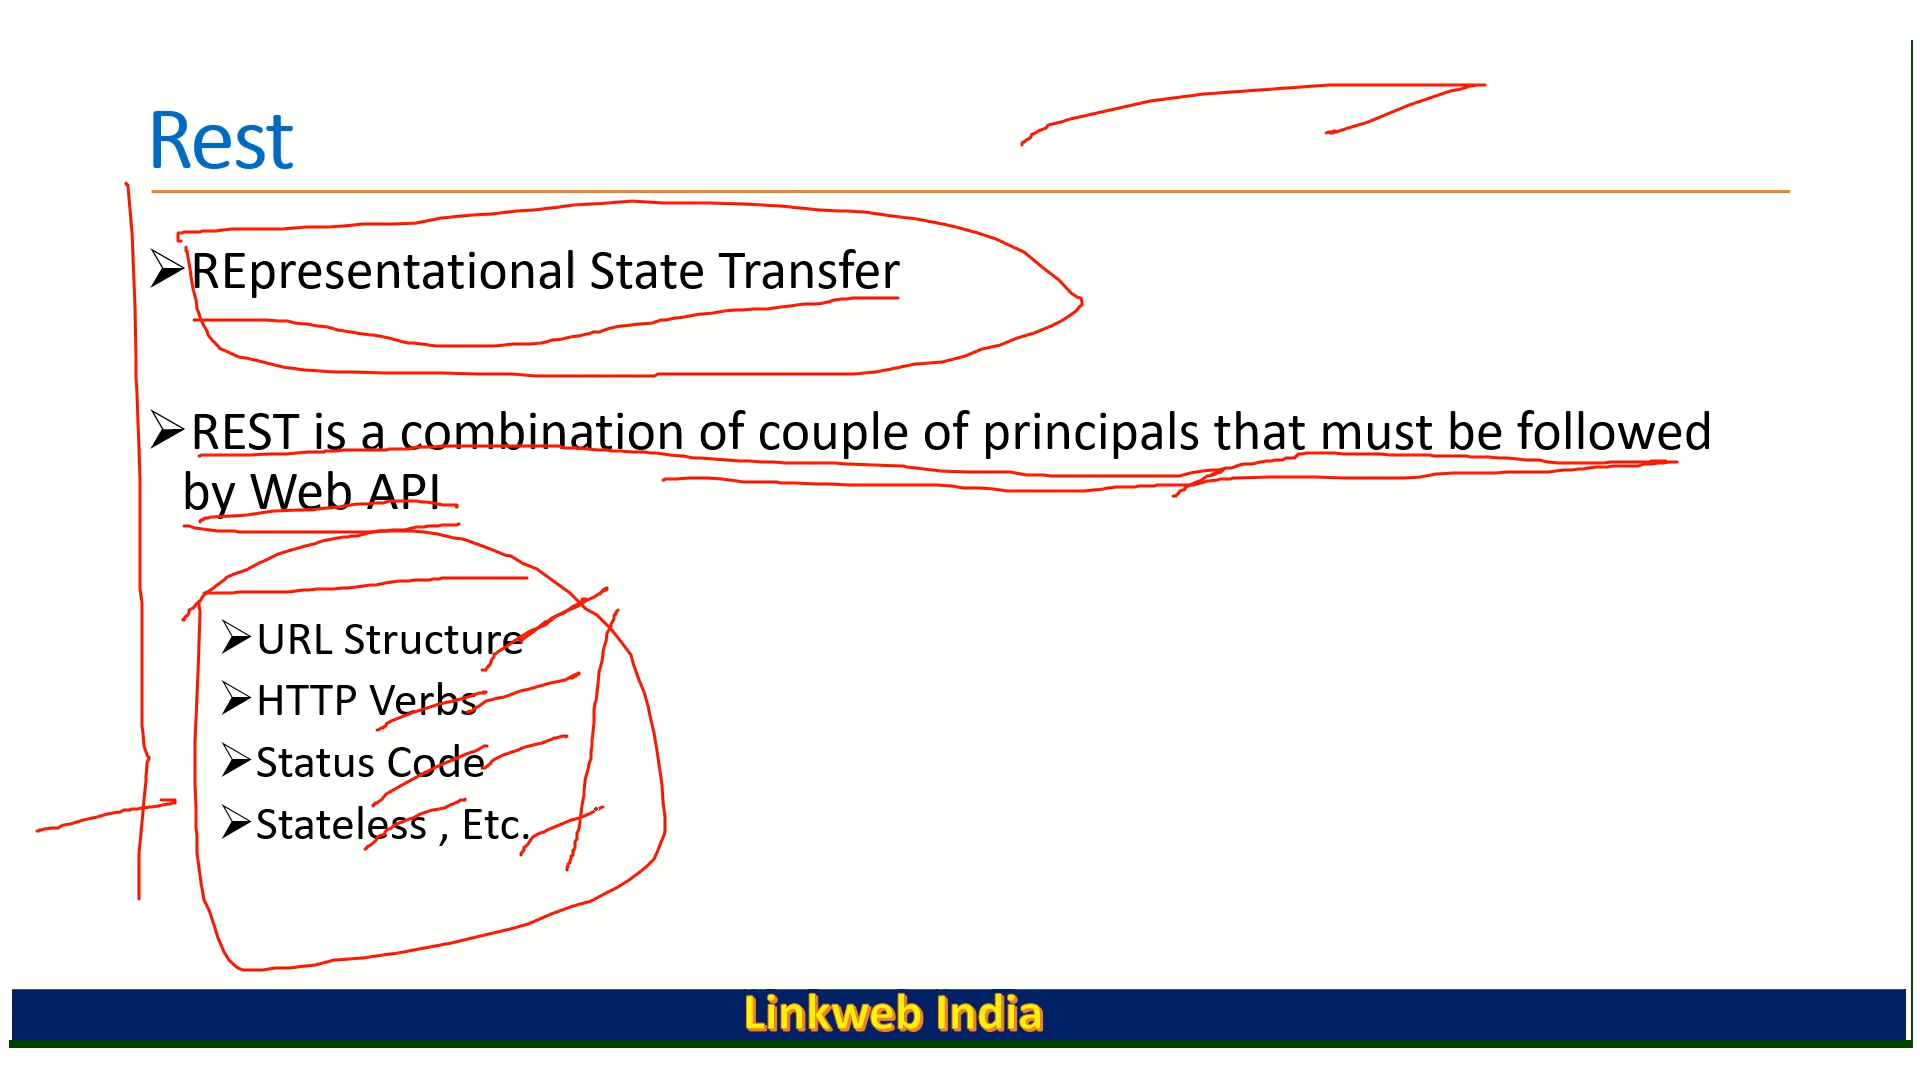 Rest
➢REpresentational State Transfer
➢REST is a combination of couple of principals that must be followed
by Web API
➢URL Structure
➢HTTP Verbs
➢Status Code
➢Stateless , Etc.
Linkweb India